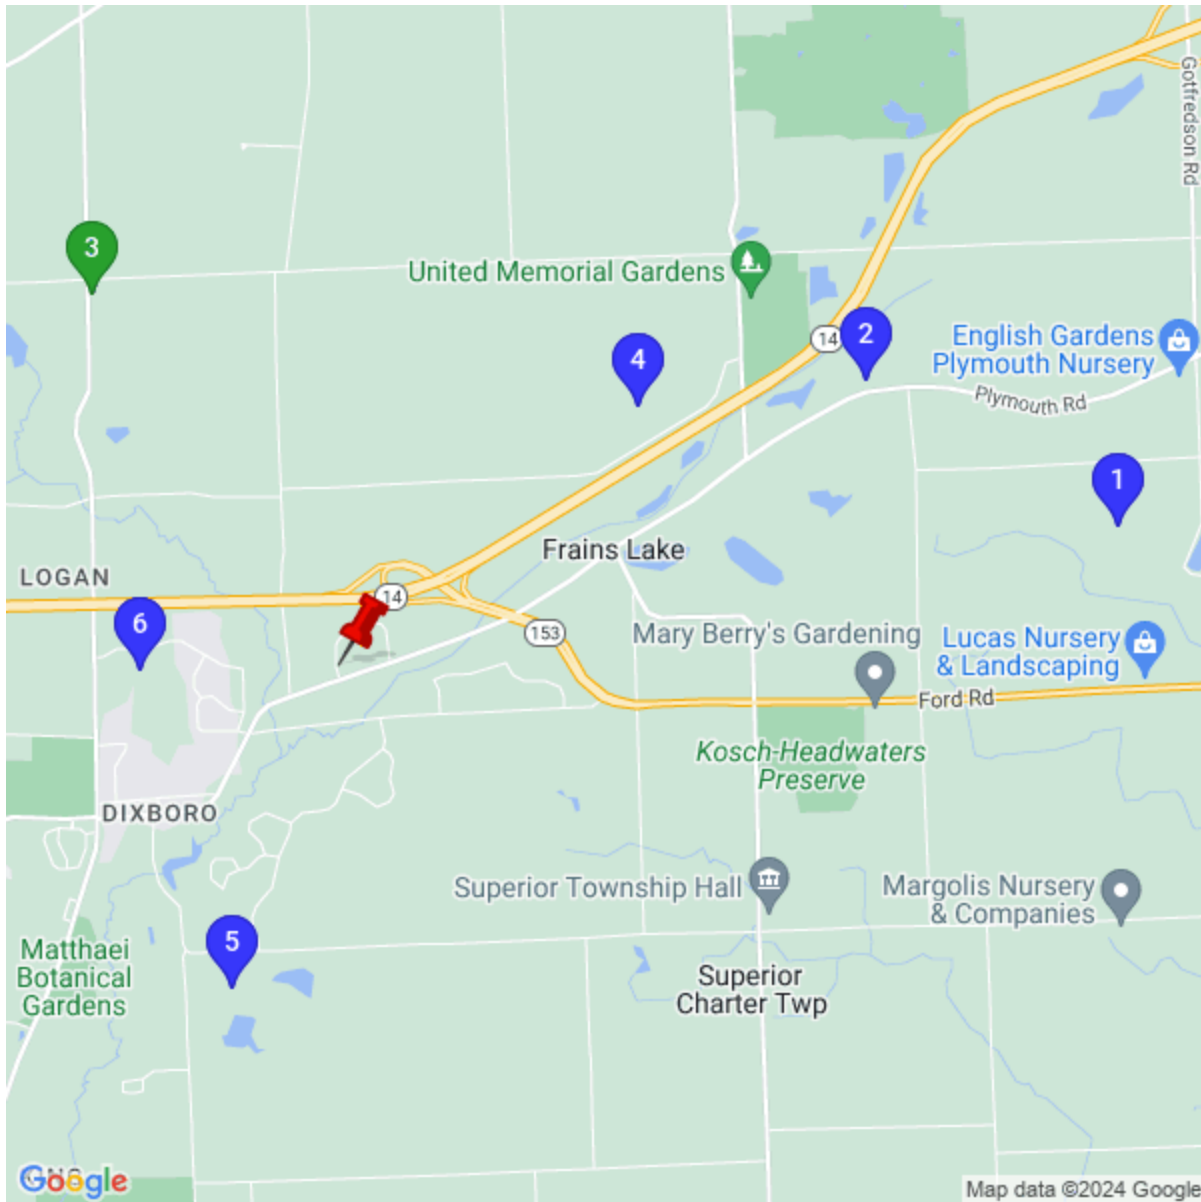 Gotfredson Rd
3
United Memorial Gardens
14
2
English Gardens
Plymouth Nursery
4
Plymouth Rd
1
Frains Lake
LOGAN
14
6
153
Mary Berry's Gardening
Lucas Nursery
& Landscaping
Ford Rd
Kosch-Headwaters
Preserve
DIXBORO
Superior Township Hall
Margolis Nursery
& Companies
5
Matthaei
Botanical
Gardens
Superior
Charter Twp
Google
Map data ©2024 Google